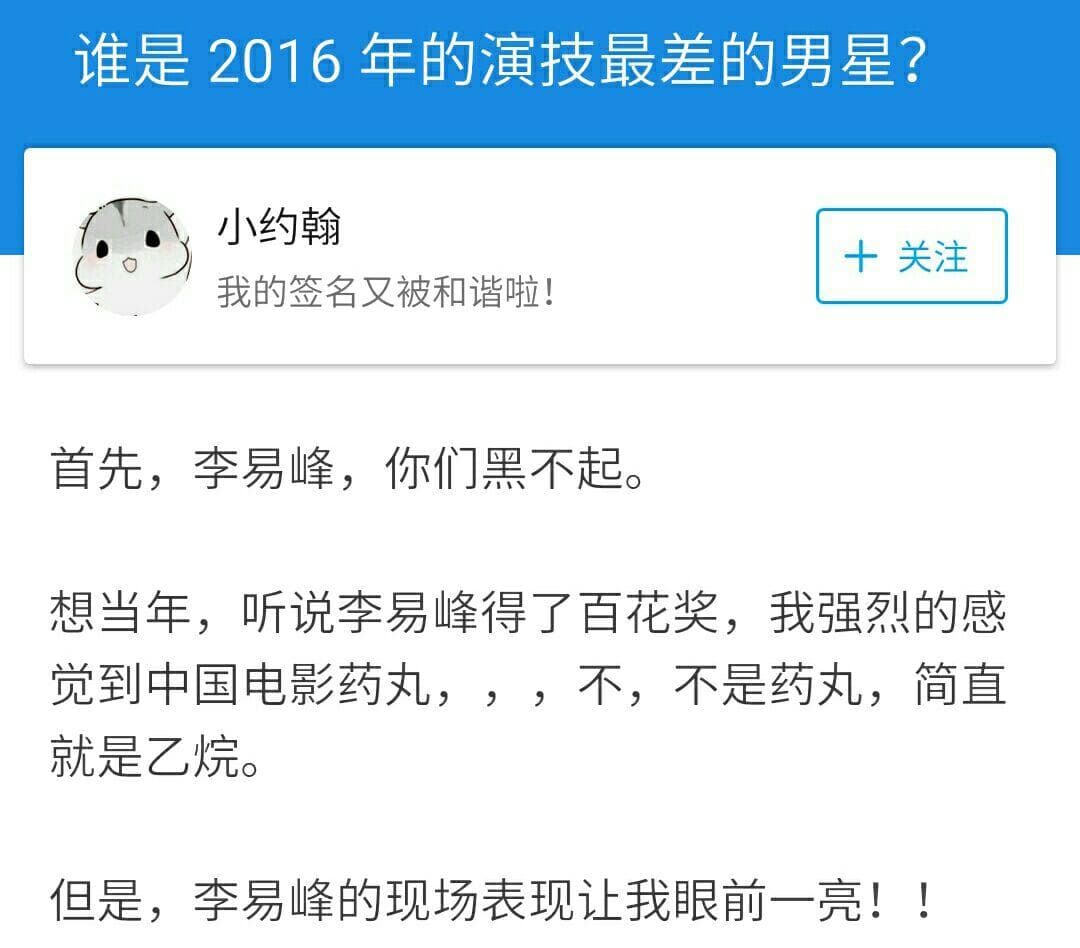 谁是 2016 年的演技最差的男星?
小约翰
我的签名又被和谐啦!
+ 关注
首先，李易峰，你们黑不起。
想当年，听说李易峰得了百花奖，我强烈的感
觉到中国电影药丸，，，不，不是药丸，简直
就是乙烷。
但是，李易峰的现场表现让我眼前一亮！！